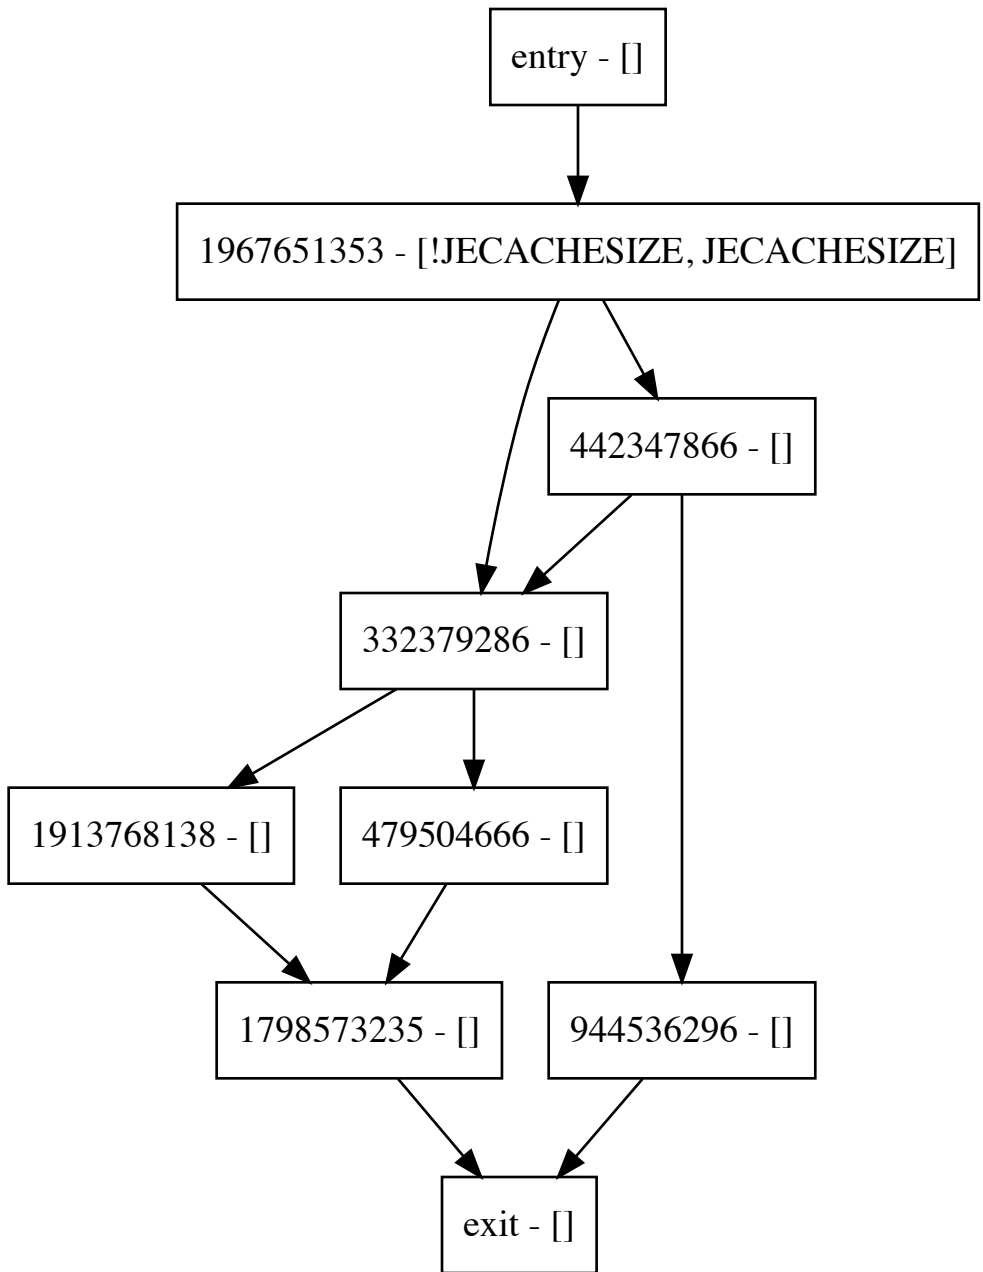 entry - []
1967651353 - [!JECACHESIZE, JECACHESIZE]
442347866 - []
332379286 - []
1913768138 - []
479504666 - []
1798573235 - []
944536296 - []
exit - []